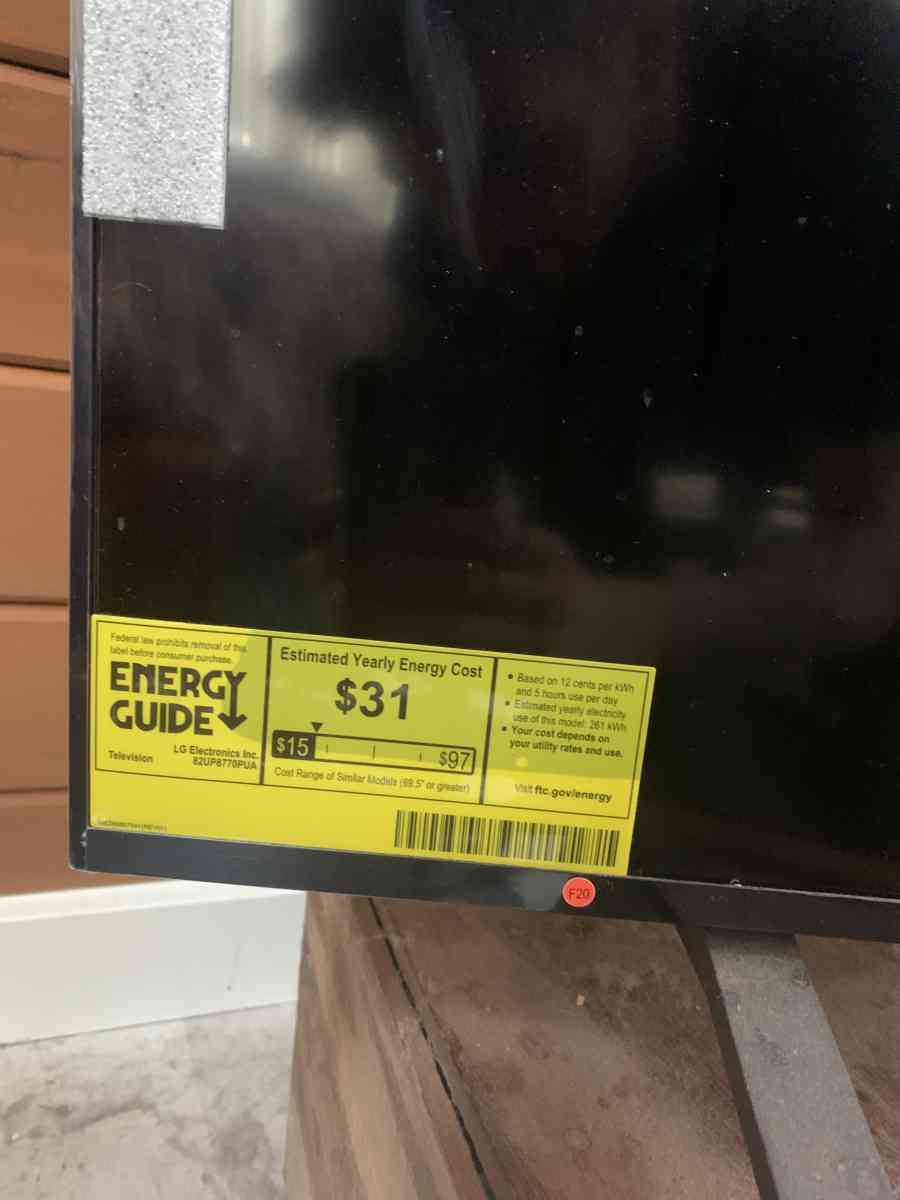 Federal law prohibits removal of this
label before consumer purchase.
ENERGY
GUIDE
Television
LG Electronics Inc.
82UP8770PUA
Estimated Yearly Energy Cost
$31
$15
$97
Cost Range of Similar Models (69.5" or greater)
• Based on 12 cents per kWh
and 5 hours use per day
• Estimated yearly electricity
use of this model: 261 kWh
• Your cost depends on
your utility rates and use.
Visit ftc.gov/energy
F20